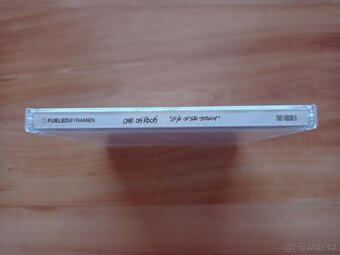 FUELEDBYRAMEN ONE OK ROCK "EYE OF THE STORM"
© Bazos.cz